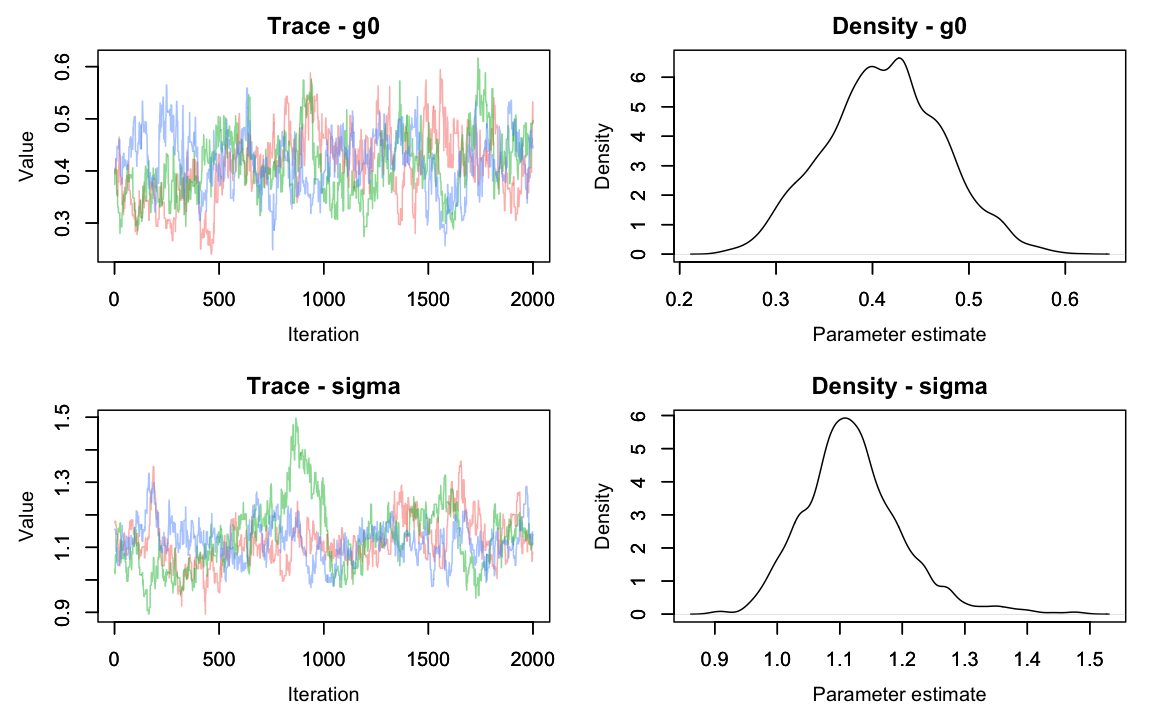 Trace - g0
Value
0.3 0.4 0.5 0.6
0 500 1000 1500 2000
Iteration
Density - g0
Density
0 1 2 3 4 5 6
0.2 0.3 0.4 0.5 0.6
Parameter estimate
Trace - sigma
Value
0.9 1.1 1.3 1.5
0 500 1000 1500 2000
Iteration
Density - sigma
Density
0 1 2 3 4 5 6
0.9 1.0 1.1 1.2 1.3 1.4 1.5
Parameter estimate